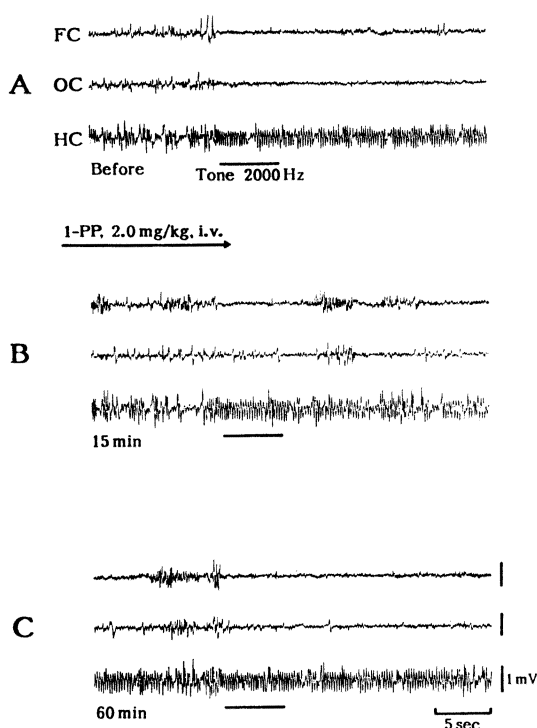 FC
A OC
HC
Before Tone 2000 Hz
1-PP, 2.0 mg/kg, i.v.
B
15 min
C
1 mV
60 min
5 sec